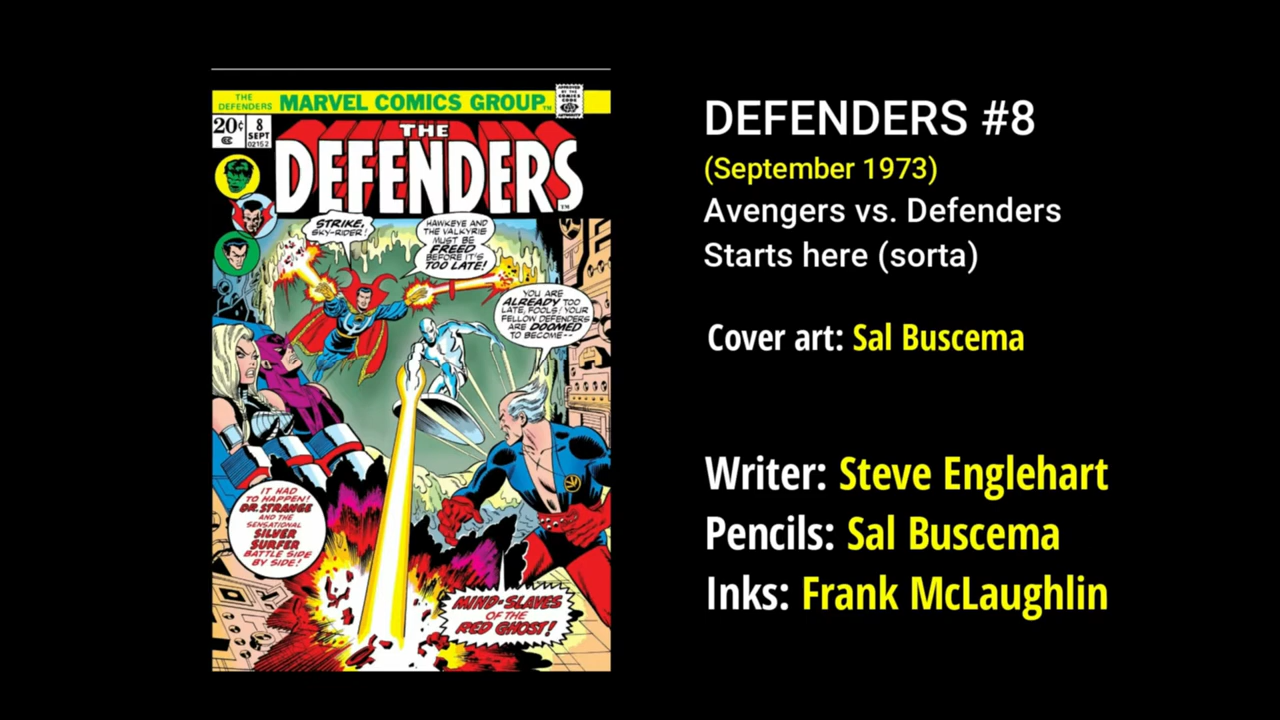 THE
DEFENDERS
MARVEL COMICS GROUP
TM
APPROVED
BY THE
COMICS
CODE
20¢
8
SEPT
02152
THE
DEFENDERS
TM
STRIKE,
SKY-RIDER!
HAWKEYE AND
THE VALKYRIE
MUST BE
FREED
BEFORE IT'S
TOO LATE!
YOU ARE
ALREADY TOO
LATE, FOOLS! YOUR
FELLOW DEFENDERS
ARE DOOMED
TO BECOME--
IT HAD
TO HAPPEN!
DR. STRANGE
AND THE
SENSATIONAL
SILVER
SURFER
BATTLE SIDE
BY SIDE!
MIND-SLAVES
OF THE
RED GHOST!
DEFENDERS #8
(September 1973)
Avengers vs. Defenders
Starts here (sorta)
Cover art: Sal Buscema
Writer: Steve Englehart
Pencils: Sal Buscema
Inks: Frank McLaughlin